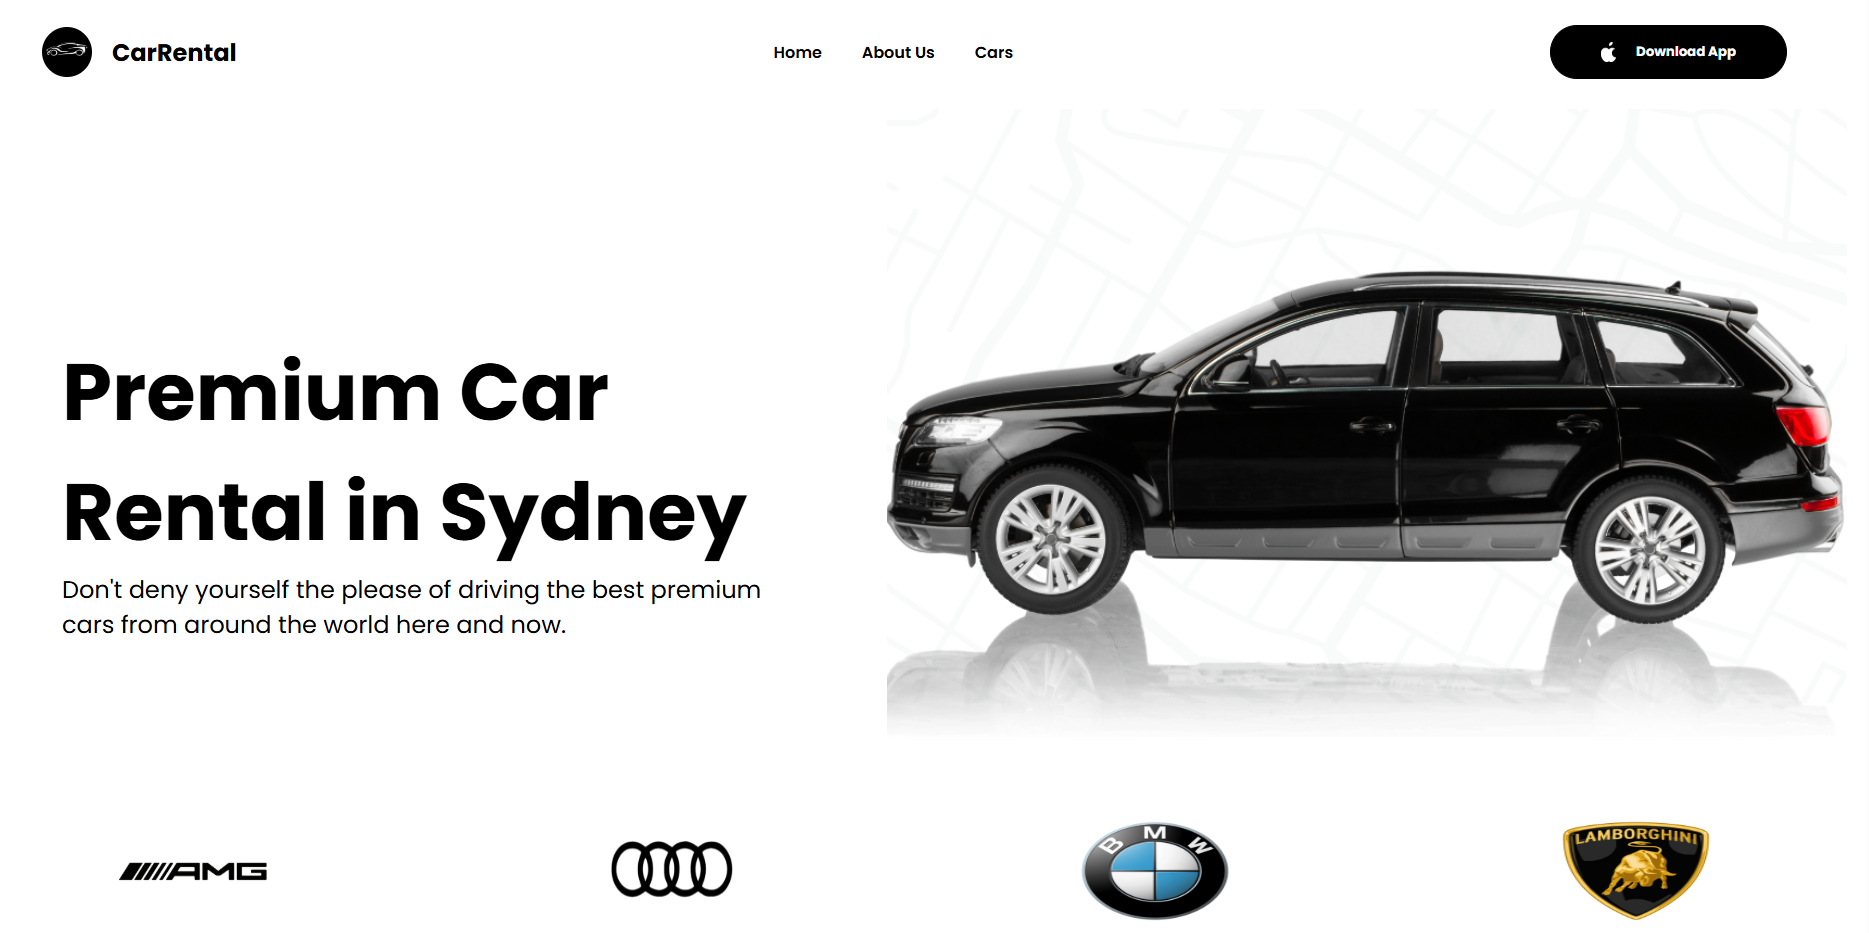 CarRental
Home
About Us
Cars
Download App
Premium Car
Rental in Sydney
Don't deny yourself the please of driving the best premium
cars from around the world here and now.
AMG
BMW
LAMBORGHINI